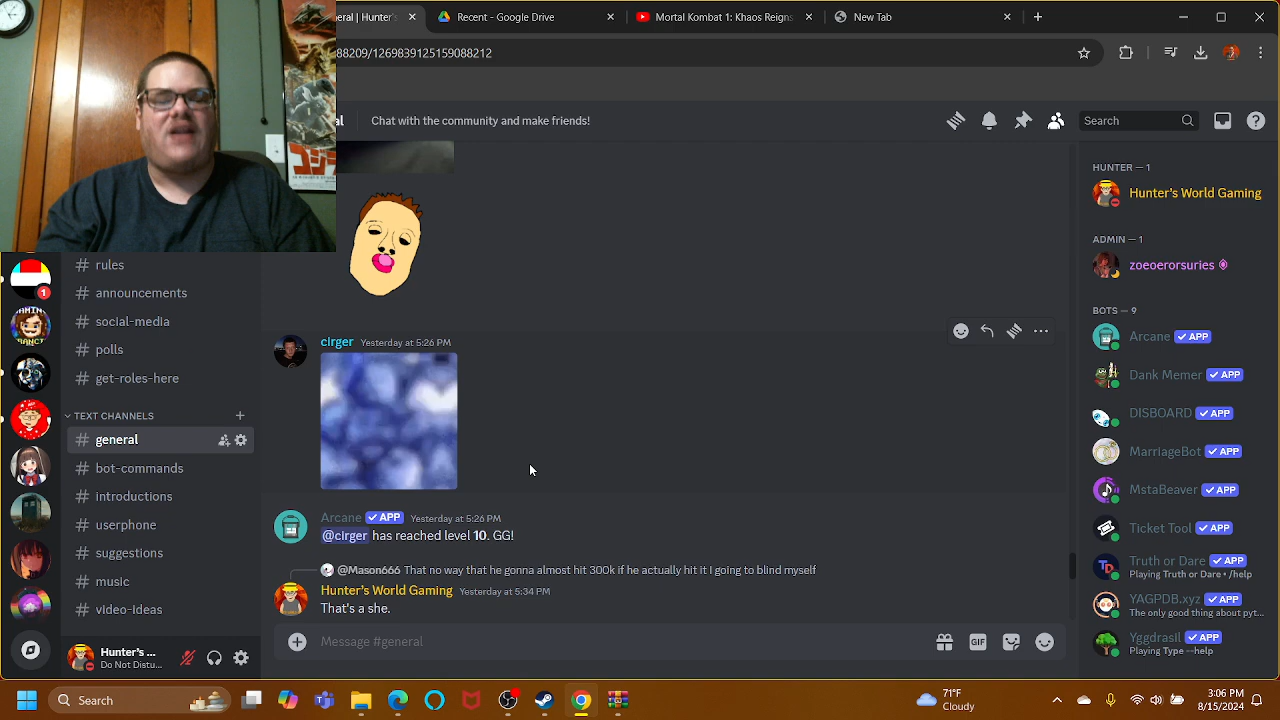 eneral | Hunter's
Recent - Google Drive
Mortal Kombat 1: Khaos Reigns
New Tab
88209/1269839125159088212
al
Chat with the community and make friends!
Search
HUNTER — 1
Hunter's World Gaming
ADMIN — 1
zoeoerorsuries
BOTS — 9
Arcane APP
Dank Memer APP
DISBOARD APP
MarriageBot APP
MstaBeaver APP
Ticket Tool APP
Truth or Dare APP
Playing Truth or Dare • /help
YAGPDB.xyz APP
The only good thing about pyt...
Yggdrasil APP
Playing Type --help
ゴジラ
1
rules
announcements
social-media
polls
get-roles-here
TEXT CHANNELS
general
bot-commands
introductions
userphone
suggestions
music
video-ideas
Hunter's ...
Do Not Distu...
cirger Yesterday at 5:26 PM
Arcane APP Yesterday at 5:26 PM
@cirger has reached level 10. GG!
@Mason666 That no way that he gonna almost hit 300k if he actually hit it I going to blind myself
Hunter's World Gaming Yesterday at 5:34 PM
That's a she.
Message #general
GIF
Search
71°F
Cloudy
3:06 PM
8/15/2024